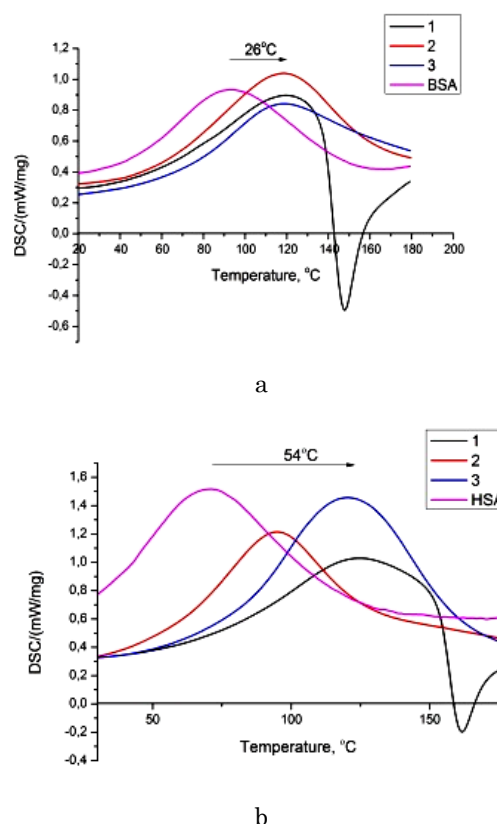 1
2
3
BSA
26°C
1,2
1,0
0,8
0,6
0,4
0,2
0,0
-0,2
-0,4
-0,6
DSC/(mW/mg)
20 40 60 80 100 120 140 160 180 200
Temperature, °C
a
1
2
3
HSA
54°C
1,6
1,4
1,2
1,0
0,8
0,6
0,4
0,2
0,0
-0,2
-0,4
DSC/(mW/mg)
50 100 150
Temperature, °C
b